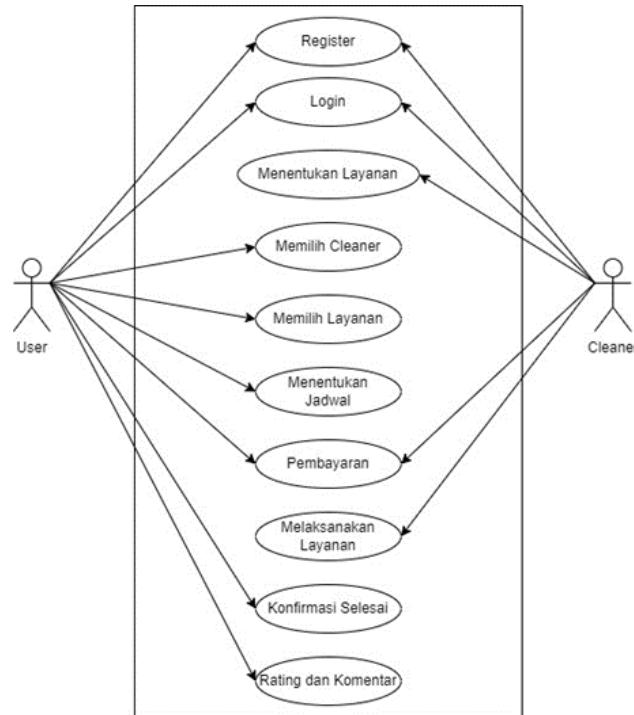 Register
Login
Menentukan Layanan
Memilih Cleaner
Memilih Layanan
Menentukan
Jadwal
Pembayaran
Melaksanakan
Layanan
Konfirmasi Selesai
Rating dan Komentar
User
Cleaner